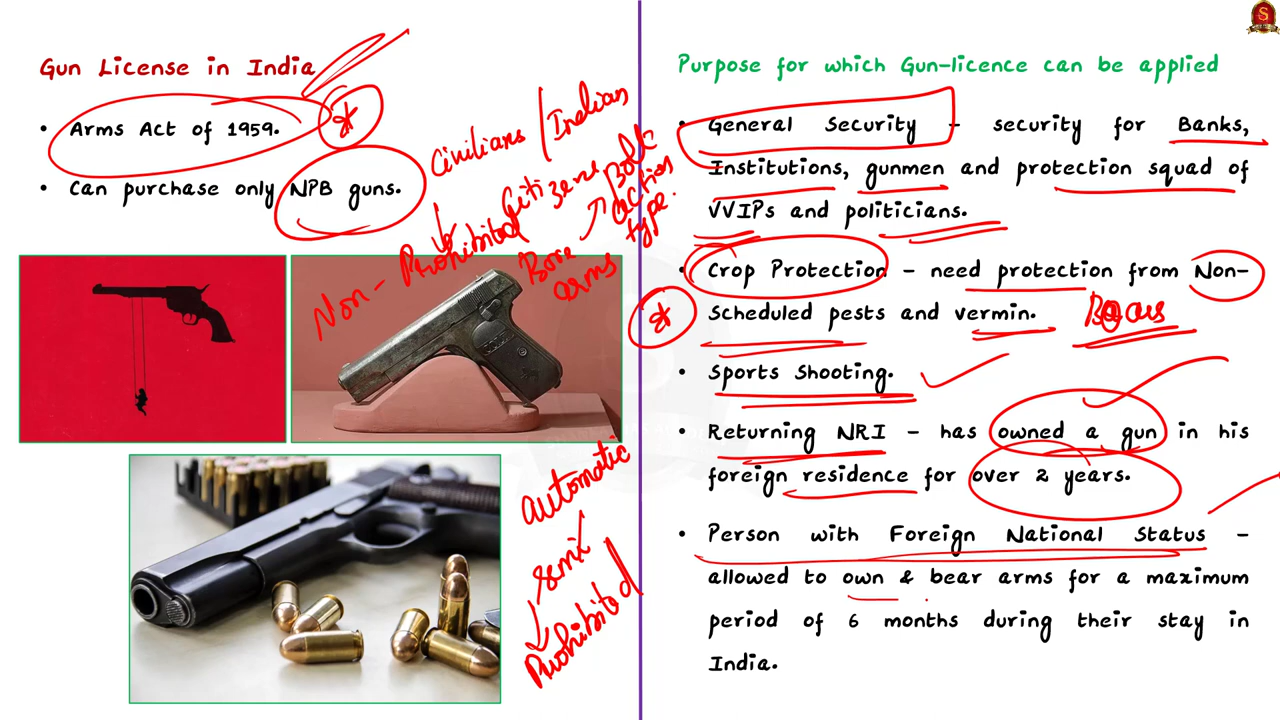 Gun License in India
• Arms Act of 1959.
*
• Can purchase only NPB guns.
Civilians / Indian
Citizens
Non-Prohibited
Bore
arms
Bolt
action
type.
automatic
semi
Prohibited
Purpose for which Gun-licence can be applied
• General Security - security for Banks,
Institutions, gunmen and protection squad of
VVIPs and politicians.
• Crop Protection - need protection from Non-
Scheduled pests and vermin.
*
Boars
• Sports Shooting.
• Returning NRI - has owned a gun in his
foreign residence for over 2 years.
• Person with Foreign National Status -
allowed to own & bear arms for a maximum
period of 6 months during their stay in
India.
S